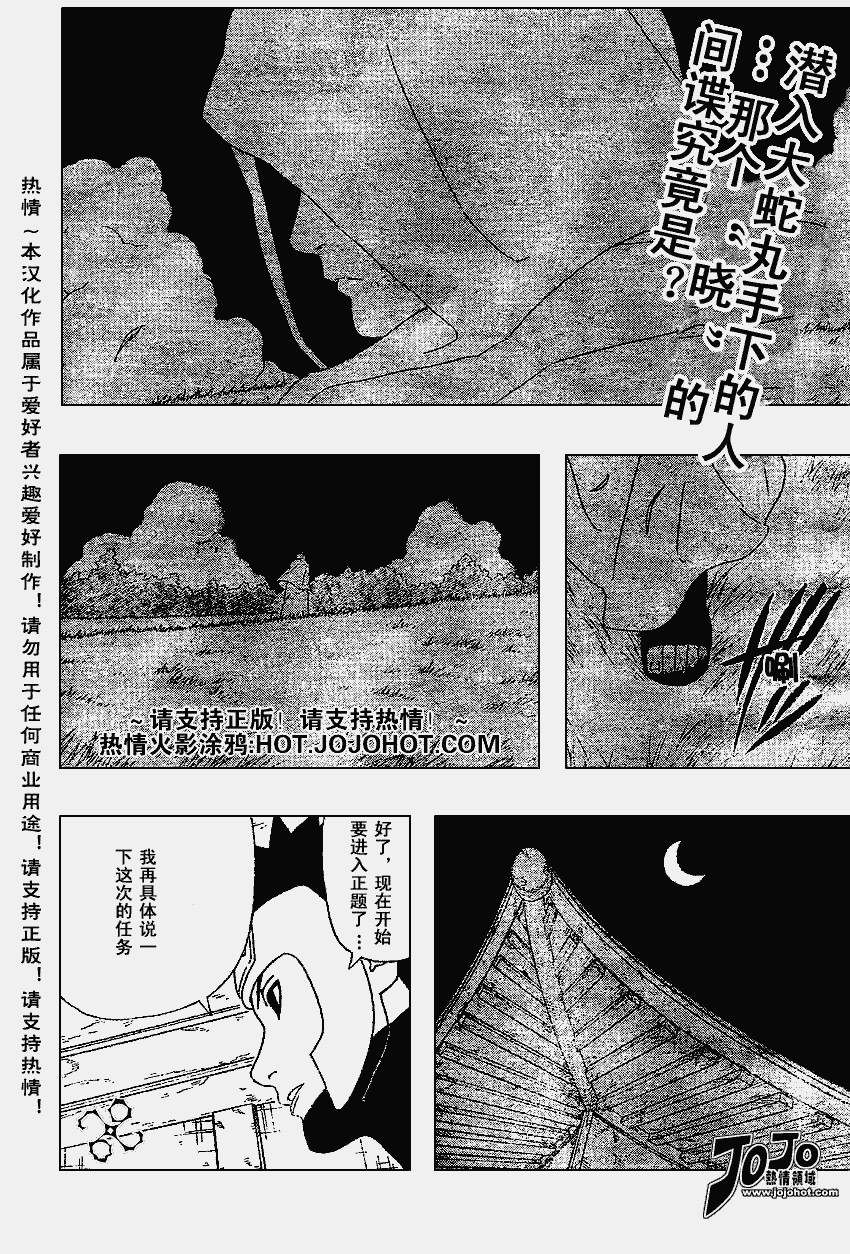 潜入大蛇丸手下的人
…那个“晓”的
间谍究竟是？
热情～本汉化作品属于爱好者兴趣爱好制作！请勿用于任何商业用途！请支持正版！请支持热情！
～请支持正版！请支持热情！～
热情火影涂鸦:HOT.JOJOHOT.COM
好了，现在开始
要进入正题了…
我再具体说一
下这次的任务
JOJO
熱情領域
www.jojohot.com